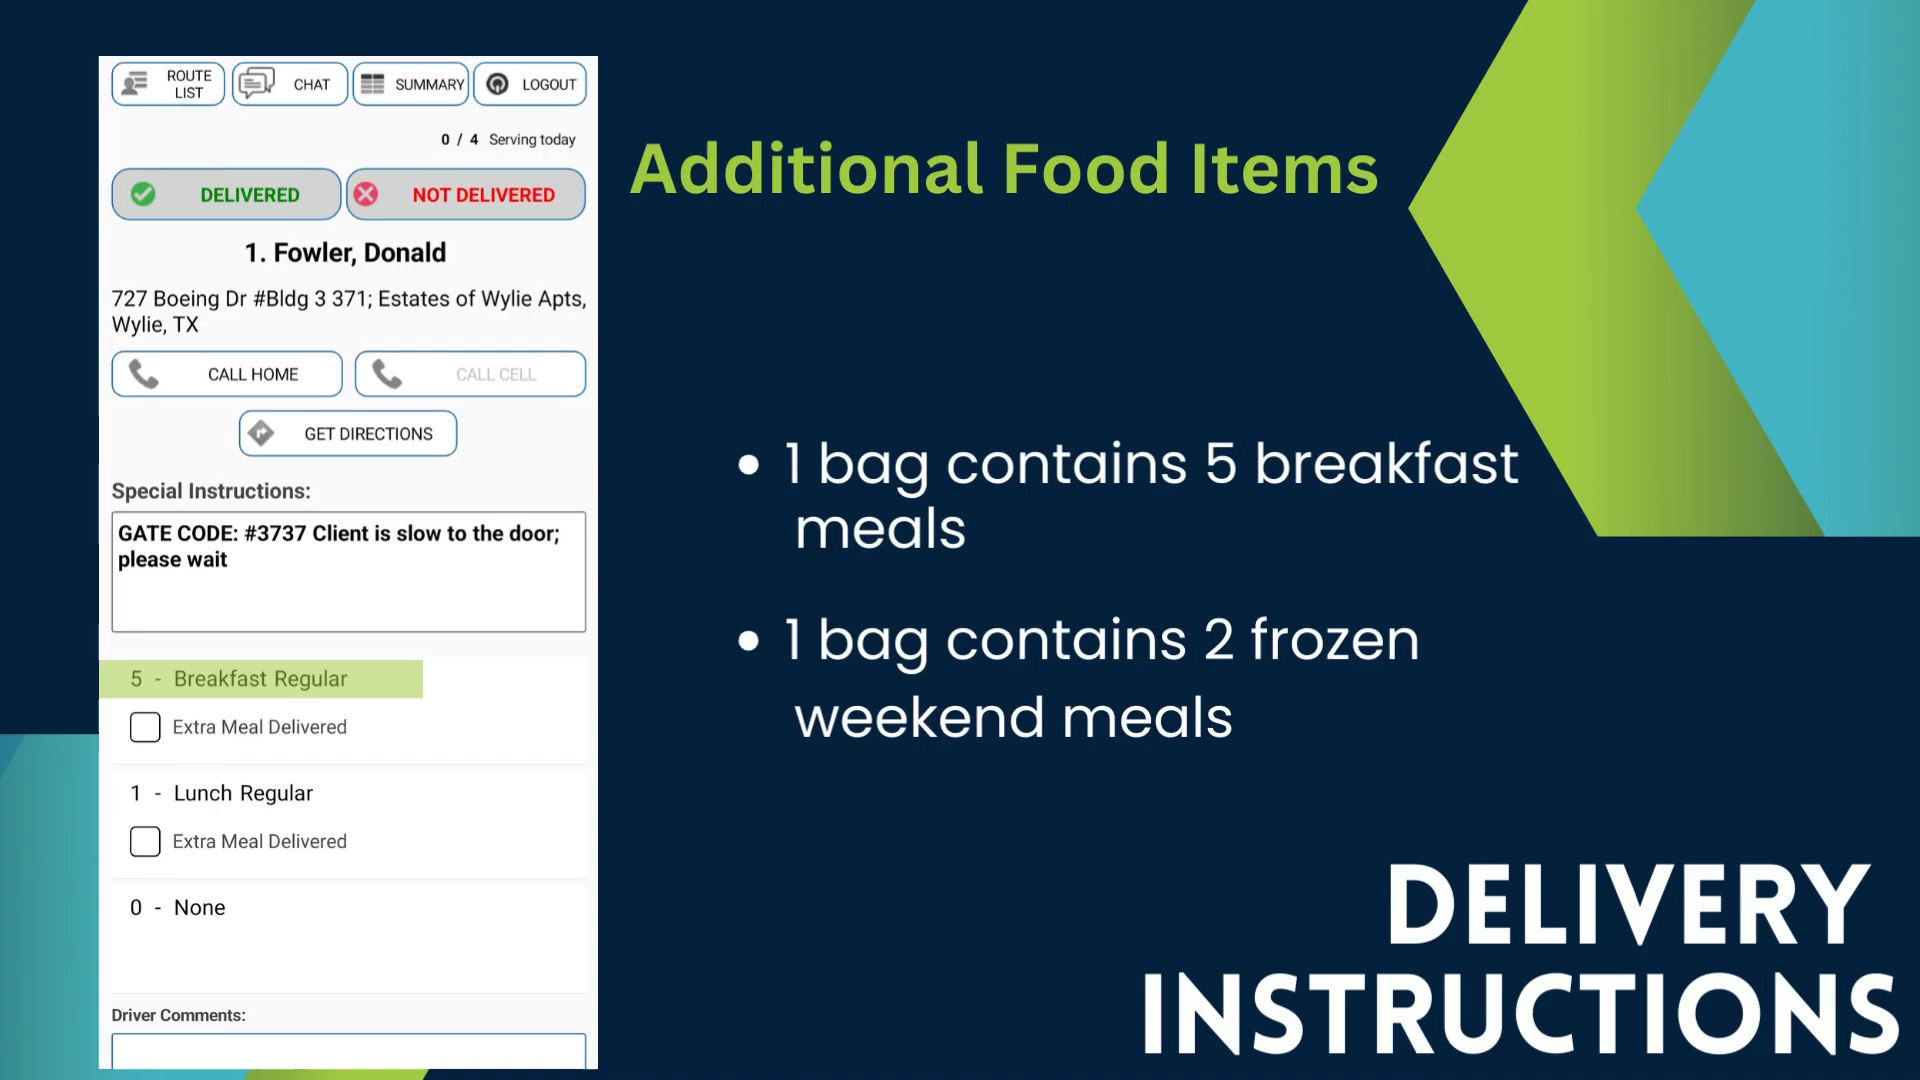 ROUTE
LIST
CHAT
SUMMARY
LOGOUT
0 / 4 Serving today
DELIVERED
NOT DELIVERED
1. Fowler, Donald
727 Boeing Dr #Bldg 3 371; Estates of Wylie Apts,
Wylie, TX
CALL HOME
CALL CELL
GET DIRECTIONS
Special Instructions:
GATE CODE: #3737 Client is slow to the door;
please wait
5 - Breakfast Regular
Extra Meal Delivered
1 - Lunch Regular
Extra Meal Delivered
0 - None
Driver Comments:
Additional Food Items
• 1 bag contains 5 breakfast
meals
• 1 bag contains 2 frozen
weekend meals
DELIVERY
INSTRUCTIONS